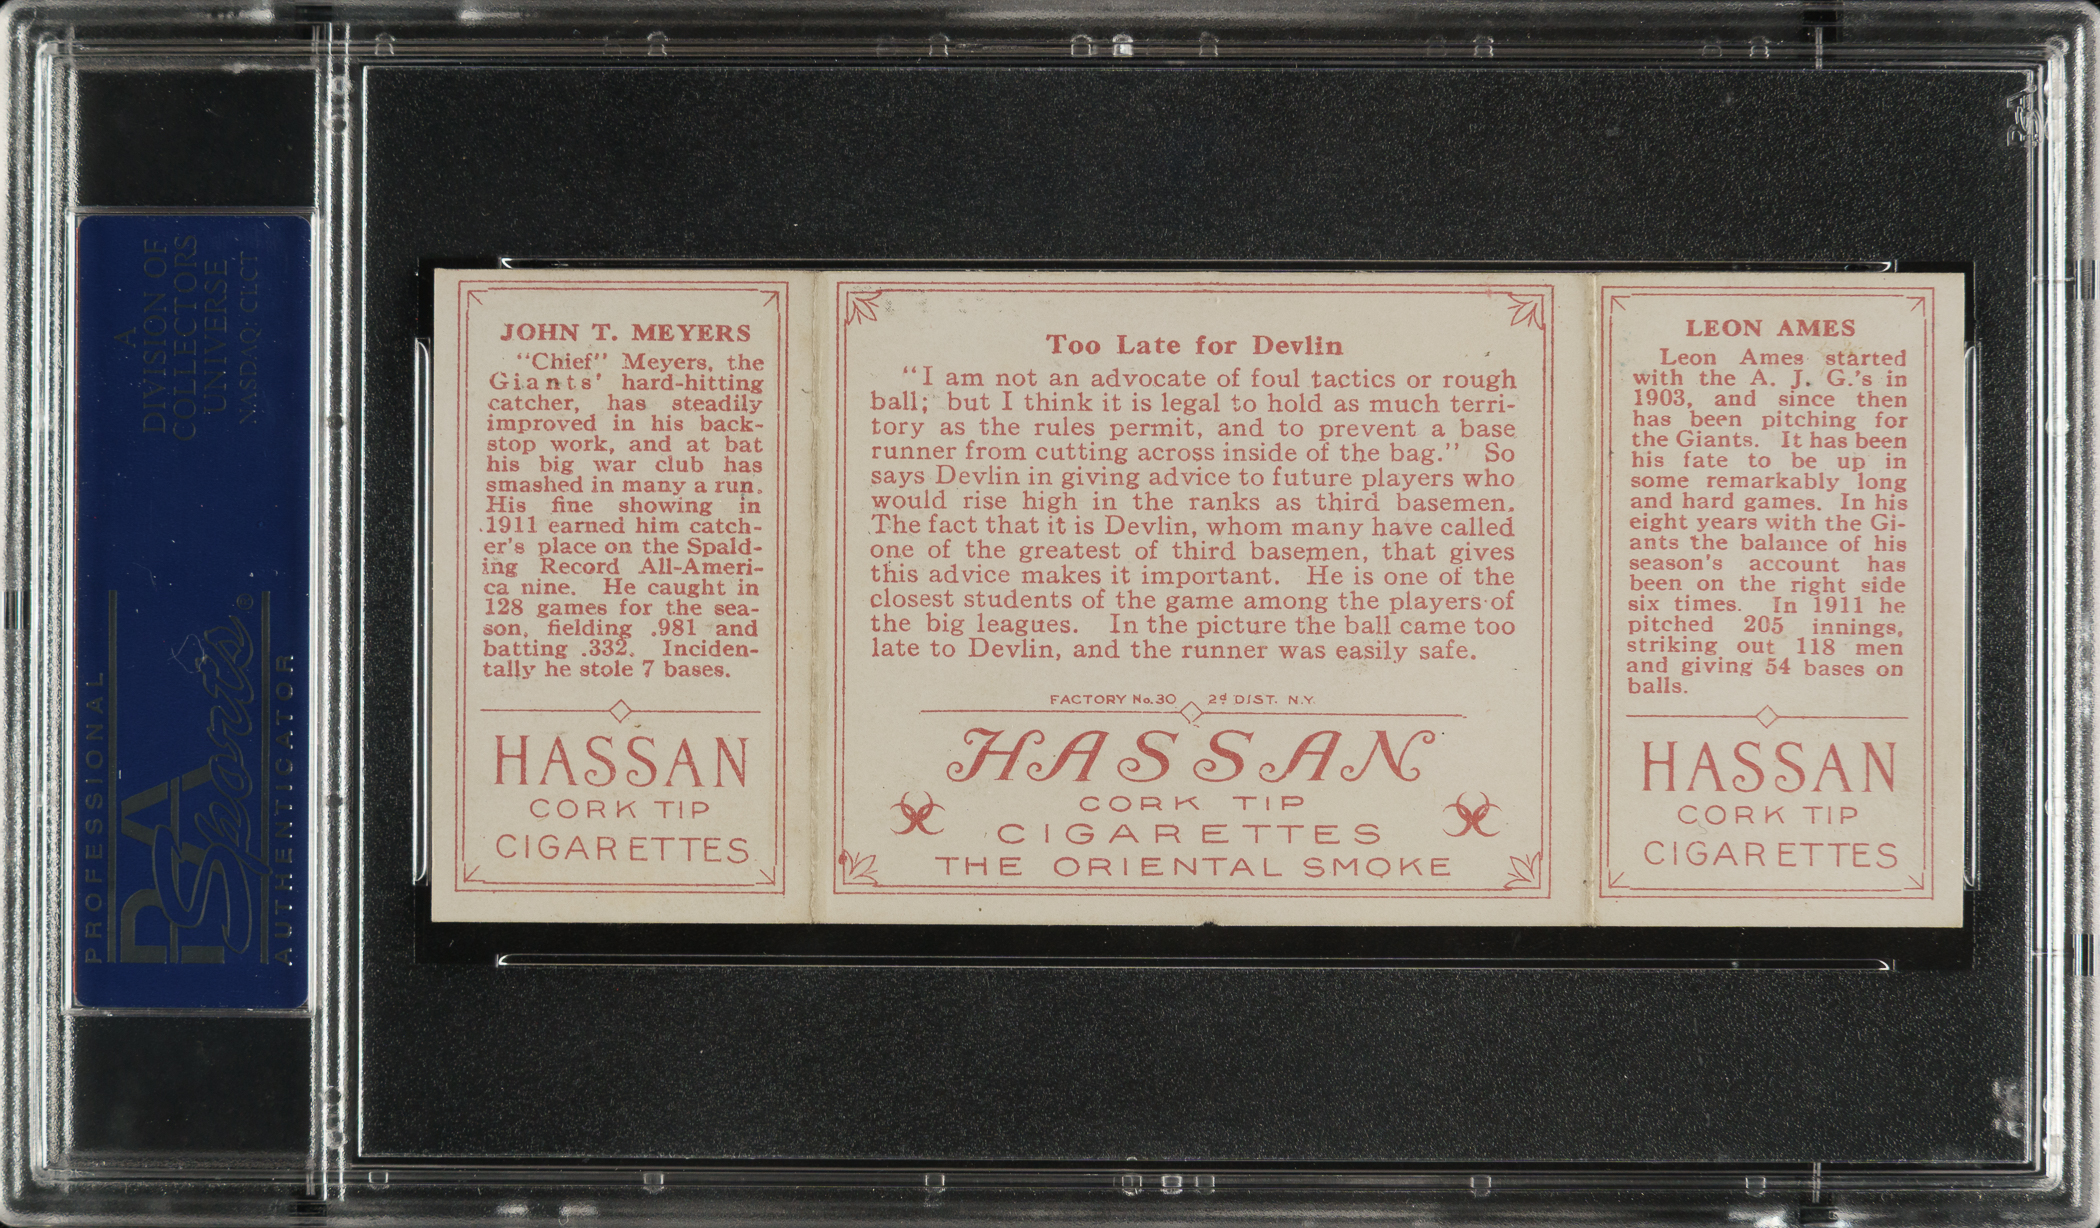 A
DIVISION OF
COLLECTORS
UNIVERSE
NASDAQ: CLCT
PROFESSIONAL
PSA
Sports
®
AUTHENTICATOR
JOHN T. MEYERS
"Chief" Meyers, the
Giants' hard-hitting
catcher, has steadily
improved in his back-
stop work, and at bat
his big war club has
smashed in many a run.
His fine showing in
1911 earned him catch-
er's place on the Spald-
ing Record All-Ameri-
ca nine. He caught in
128 games for the sea-
son, fielding .981 and
batting .332. Inciden-
tally he stole 7 bases.
HASSAN
CORK TIP
CIGARETTES
Too Late for Devlin
"I am not an advocate of foul tactics or rough
ball; but I think it is legal to hold as much terri-
tory as the rules permit, and to prevent a base
runner from cutting across inside of the bag." So
says Devlin in giving advice to future players who
would rise high in the ranks as third basemen.
The fact that it is Devlin, whom many have called
one of the greatest of third basemen, that gives
this advice makes it important. He is one of the
closest students of the game among the players of
the big leagues. In the picture the ball came too
late to Devlin, and the runner was easily safe.
FACTORY No. 30 2d DIST. N.Y.
HASSAN
CORK TIP
CIGARETTES
THE ORIENTAL SMOKE
LEON AMES
Leon Ames started
with the A. J. G.'s in
1903, and since then
has been pitching for
the Giants. It has been
his fate to be up in
some remarkably long
and hard games. In his
eight years with the Gi-
ants the balance of his
season's account has
been on the right side
six times. In 1911 he
pitched 205 innings,
striking out 118 men
and giving 54 bases on
balls.
HASSAN
CORK TIP
CIGARETTES
PSA